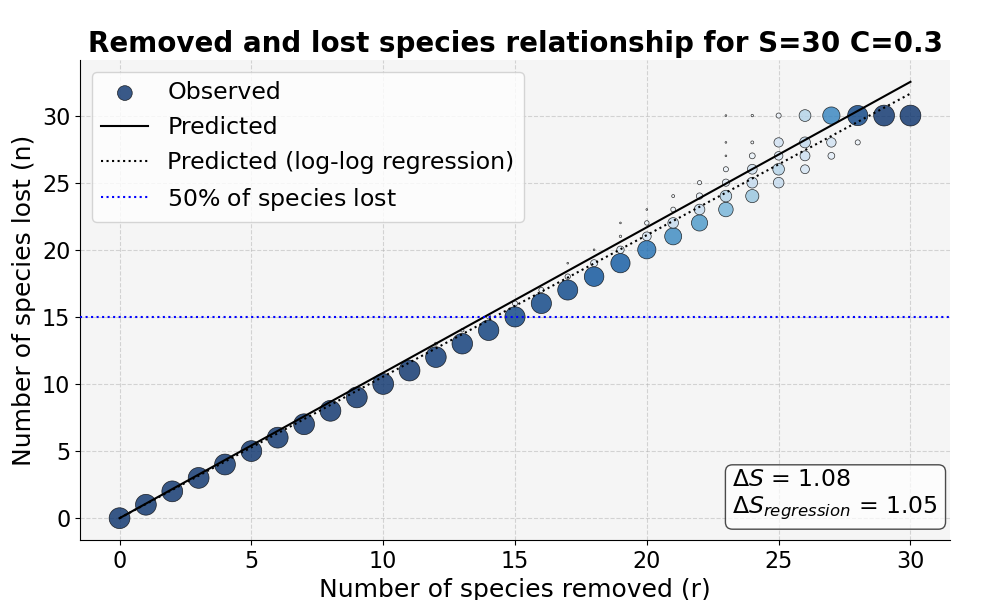 Removed and lost species relationship for S=30 C=0.3
Number of species lost (n)
30
25
20
15
10
5
0
Observed
Predicted
Predicted (log-log regression)
50% of species lost
ΔS = 1.08
ΔS_regression = 1.05
0 5 10 15 20 25 30
Number of species removed (r)